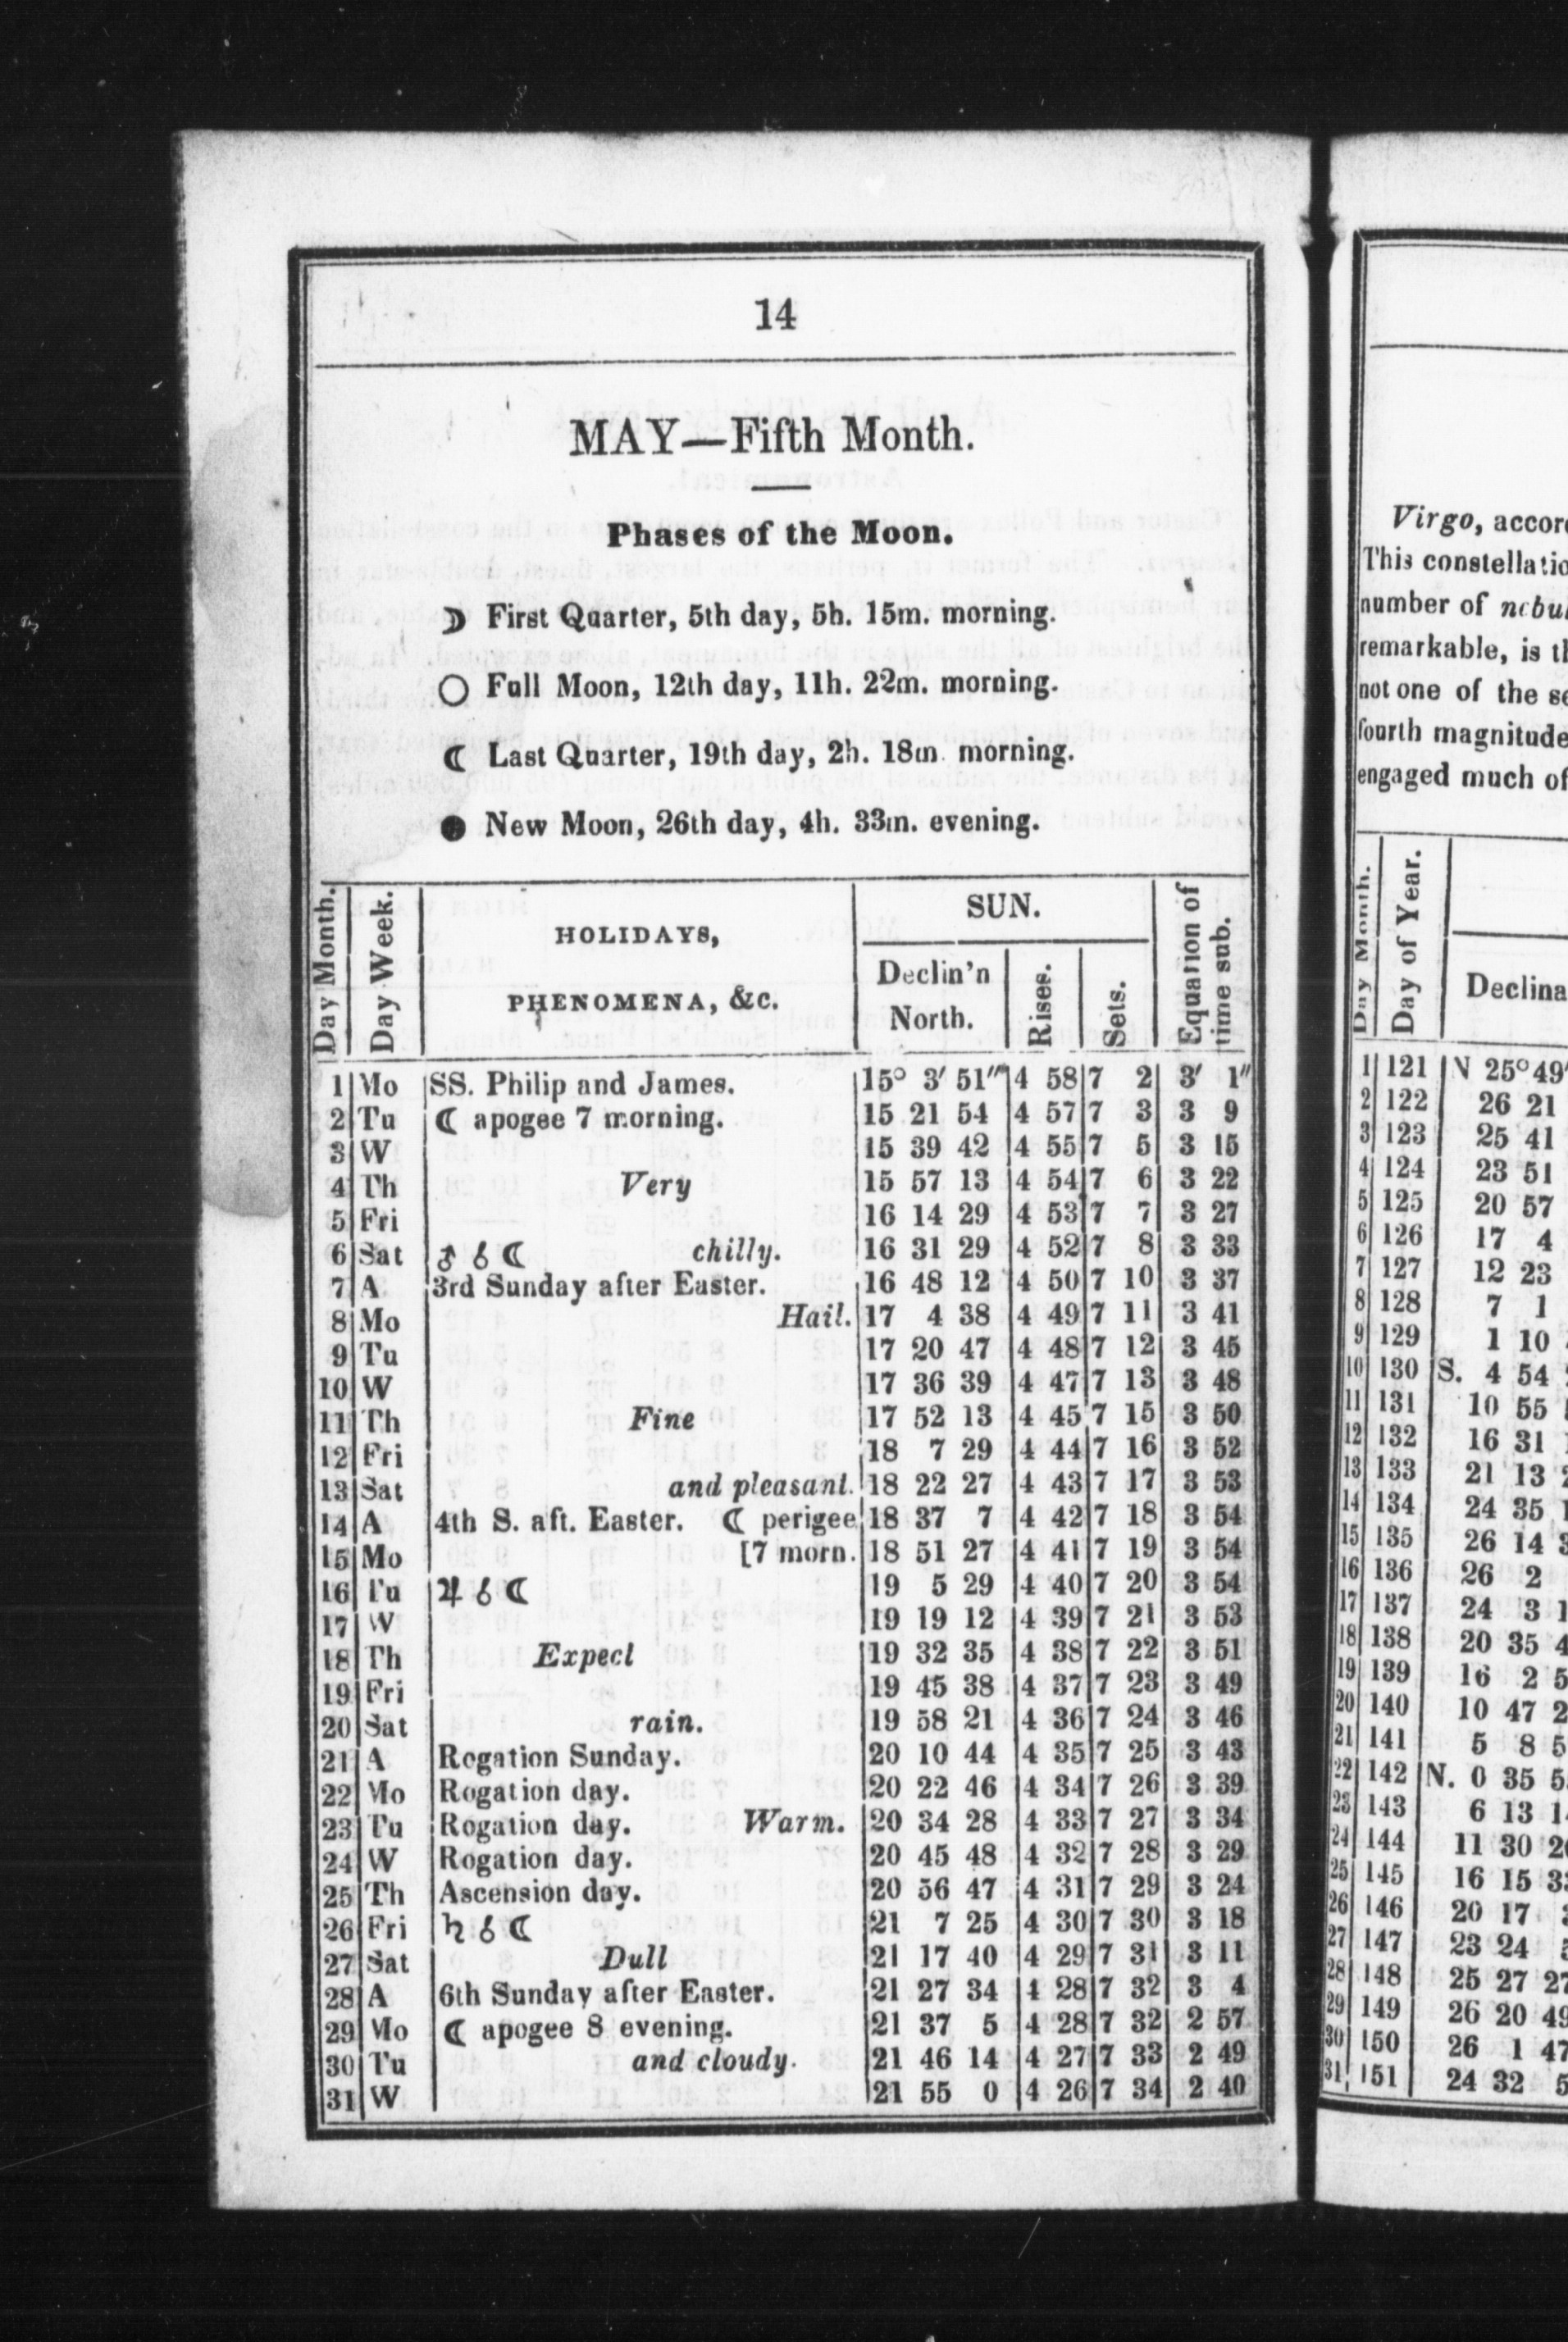 14
MAY—Fifth Month.
Phases of the Moon.
☽ First Quarter, 5th day, 5h. 15m. morning.
○ Full Moon, 12th day, 11h. 22m. morning.
☾ Last Quarter, 19th day, 2h. 18m. morning.
● New Moon, 26th day, 4h. 33m. evening.
Day Month. Day Week. HOLIDAYS, PHENOMENA, &c. SUN. Declin'n North. Rises. Sets. Equation of time sub.
1 Mo SS. Philip and James. 15° 3′ 51″ 4 58 7 2 3′ 1″
2 Tu ☾ apogee 7 morning. 15 21 54 4 57 7 3 3 9
3 W 15 39 42 4 55 7 5 3 15
4 Th Very 15 57 13 4 54 7 6 3 22
5 Fri 16 14 29 4 53 7 7 3 27
6 Sat ♂ ☌ ☾ chilly. 16 31 29 4 52 7 8 3 33
7 A 3rd Sunday after Easter. 16 48 12 4 50 7 10 3 37
8 Mo Hail. 17 4 38 4 49 7 11 3 41
9 Tu 17 20 47 4 48 7 12 3 45
10 W 17 36 39 4 47 7 13 3 48
11 Th Fine 17 52 13 4 45 7 15 3 50
12 Fri 18 7 29 4 44 7 16 3 52
13 Sat and pleasant. 18 22 27 4 43 7 17 3 53
14 A 4th S. aft. Easter. ☾ perigee 18 37 7 4 42 7 18 3 54
15 Mo [7 morn. 18 51 27 4 41 7 19 3 54
16 Tu ♃ ☌ ☾ 19 5 29 4 40 7 20 3 54
17 W 19 19 12 4 39 7 21 3 53
18 Th Expect 19 32 35 4 38 7 22 3 51
19 Fri 19 45 38 4 37 7 23 3 49
20 Sat rain. 19 58 21 4 36 7 24 3 46
21 A Rogation Sunday. 20 10 44 4 35 7 25 3 43
22 Mo Rogation day. 20 22 46 4 34 7 26 3 39
23 Tu Rogation day. Warm. 20 34 28 4 33 7 27 3 34
24 W Rogation day. 20 45 48 4 32 7 28 3 29
25 Th Ascension day. 20 56 47 4 31 7 29 3 24
26 Fri ♄ ☌ ☾ 21 7 25 4 30 7 30 3 18
27 Sat Dull 21 17 40 4 29 7 31 3 11
28 A 6th Sunday after Easter. 21 27 34 4 28 7 32 3 4
29 Mo ☾ apogee 8 evening. 21 37 5 4 28 7 32 2 57
30 Tu and cloudy. 21 46 14 4 27 7 33 2 49
31 W 21 55 0 4 26 7 34 2 40
Virgo, accor
This constellatio
number of nebul
remarkable, is th
not one of the se
fourth magnitude
engaged much of
Day Month. Day of Year. Declina
1 121 N 25° 49′
2 122 26 21
3 123 25 41
4 124 23 51
5 125 20 57
6 126 17 4
7 127 12 23
8 128 7 1
9 129 1 10
10 130 S. 4 54
11 131 10 55
12 132 16 31
13 133 21 13
14 134 24 35
15 135 26 14
16 136 26 2
17 137 24 3
18 138 20 35
19 139 16 2
20 140 10 47
21 141 5 8
22 142 N. 0 35
23 143 6 13
24 144 11 30
25 145 16 15
26 146 20 17
27 147 23 24
28 148 25 27 27
29 149 26 20 49
30 150 26 1 47
31 151 24 32